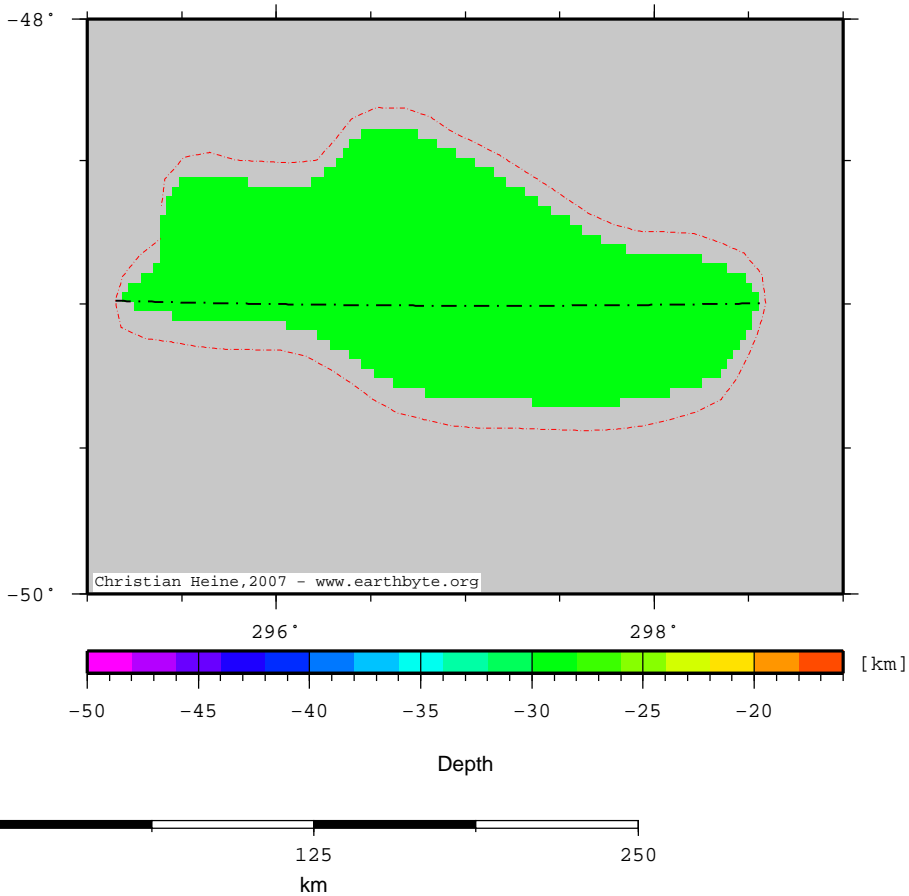 -48°
-50°
Christian Heine,2007 - www.earthbyte.org
296° 298°
[km]
-50 -45 -40 -35 -30 -25 -20
Depth
125 250
km